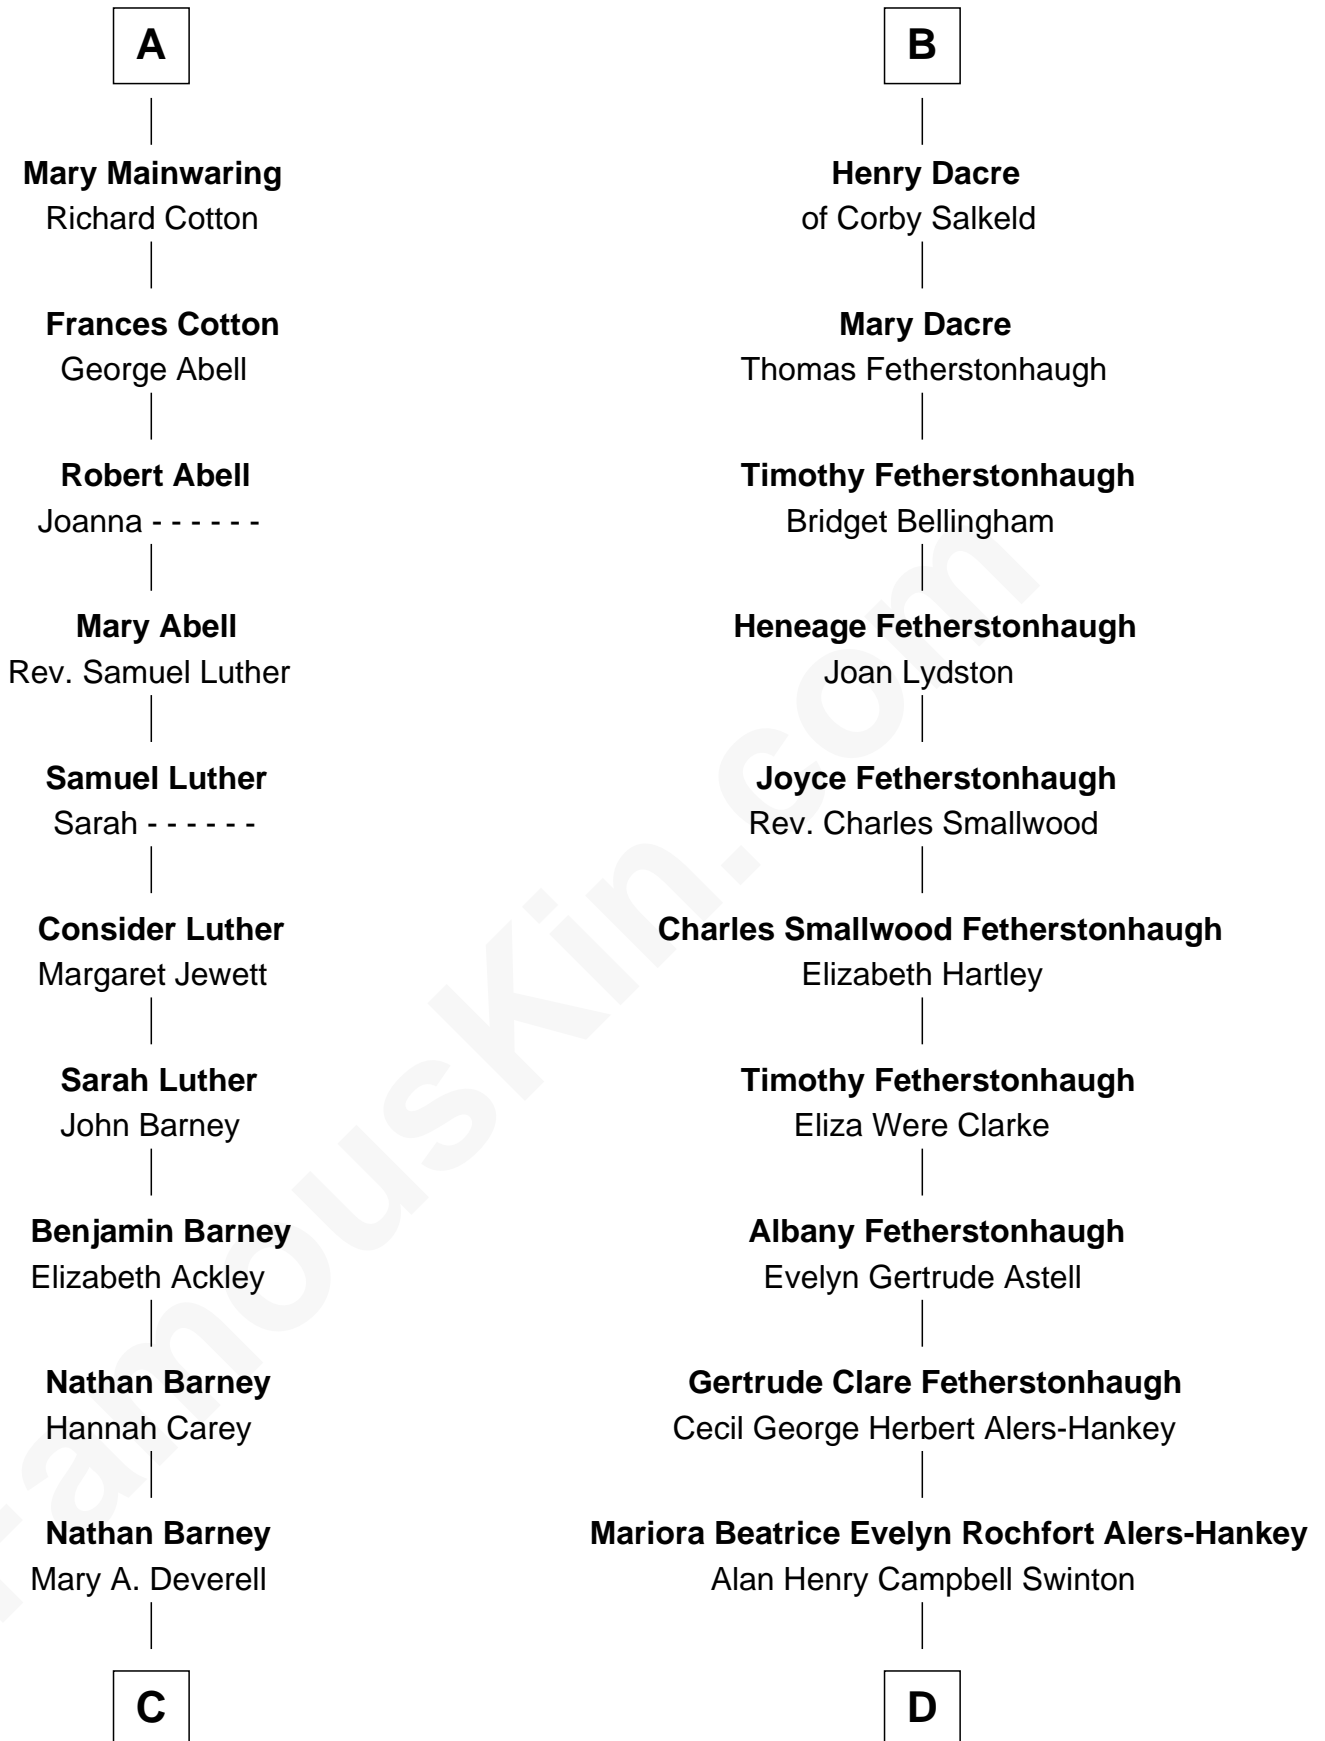 A
Mary Mainwaring
Richard Cotton
Frances Cotton
George Abell
Robert Abell
Joanna - - - - - -
Mary Abell
Rev. Samuel Luther
Samuel Luther
Sarah - - - - - -
Consider Luther
Margaret Jewett
Sarah Luther
John Barney
Benjamin Barney
Elizabeth Ackley
Nathan Barney
Hannah Carey
Nathan Barney
Mary A. Deverell
C
B
Henry Dacre
of Corby Salkeld
Mary Dacre
Thomas Fetherstonhaugh
Timothy Fetherstonhaugh
Bridget Bellingham
Heneage Fetherstonhaugh
Joan Lydston
Joyce Fetherstonhaugh
Rev. Charles Smallwood
Charles Smallwood Fetherstonhaugh
Elizabeth Hartley
Timothy Fetherstonhaugh
Eliza Were Clarke
Albany Fetherstonhaugh
Evelyn Gertrude Astell
Gertrude Clare Fetherstonhaugh
Cecil George Herbert Alers-Hankey
Mariora Beatrice Evelyn Rochfort Alers-Hankey
Alan Henry Campbell Swinton
D
FamousKin.com